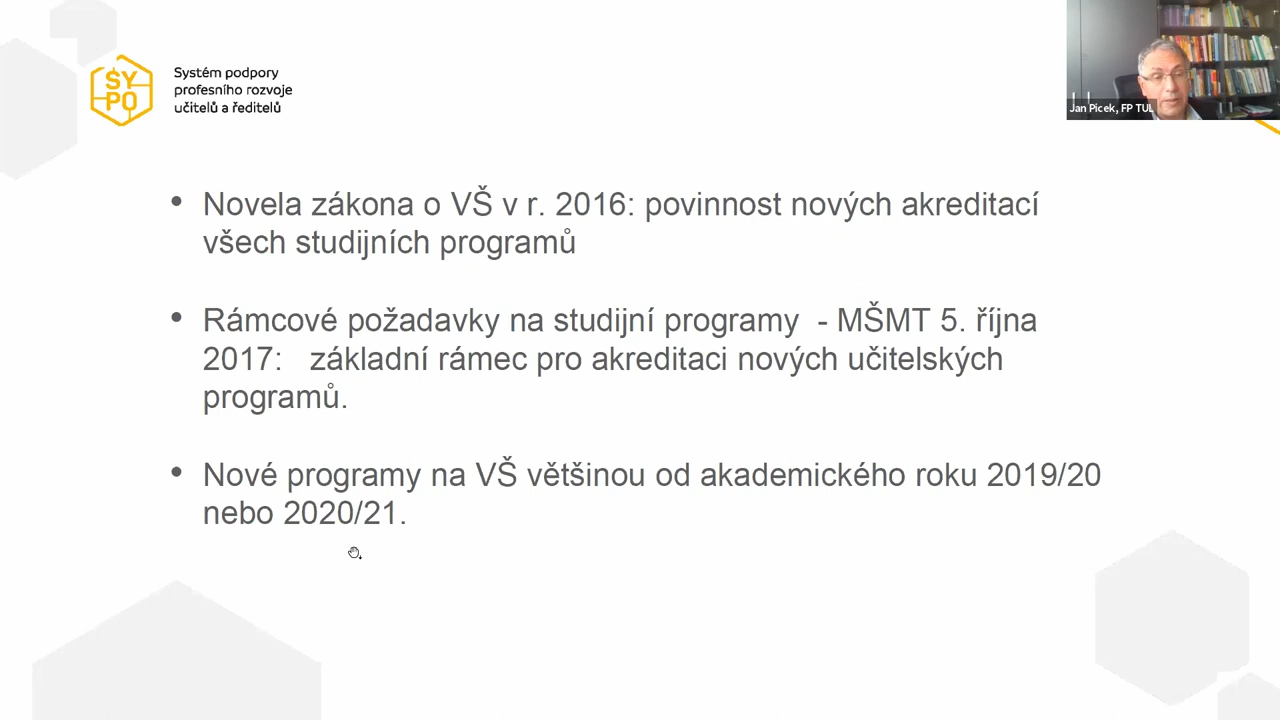 SYPO
Systém podpory
profesního rozvoje
učitelů a ředitelů
Jan Picek, FP TUL
• Novela zákona o VŠ v r. 2016: povinnost nových akreditací
všech studijních programů
• Rámcové požadavky na studijní programy - MŠMT 5. října
2017: základní rámec pro akreditaci nových učitelských
programů.
• Nové programy na VŠ většinou od akademického roku 2019/20
nebo 2020/21.